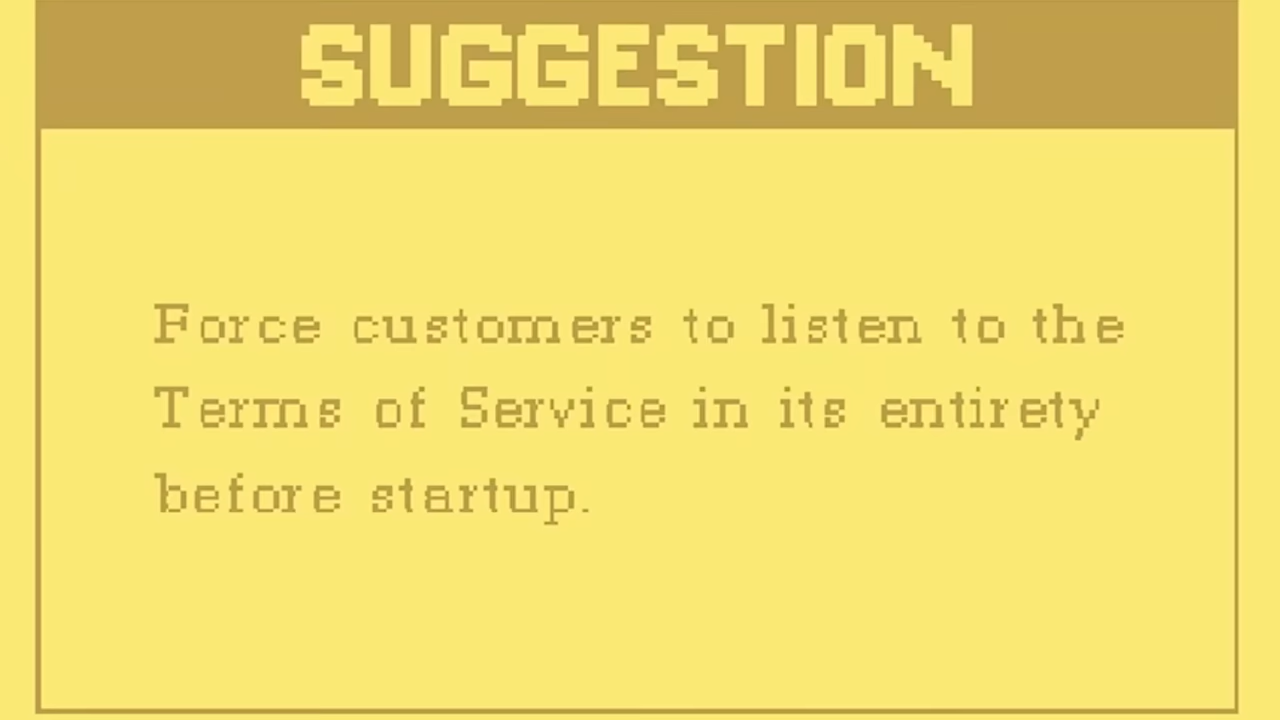 SUGGESTION
Force customers to listen to the
Terms of Service in its entirety
before startup.